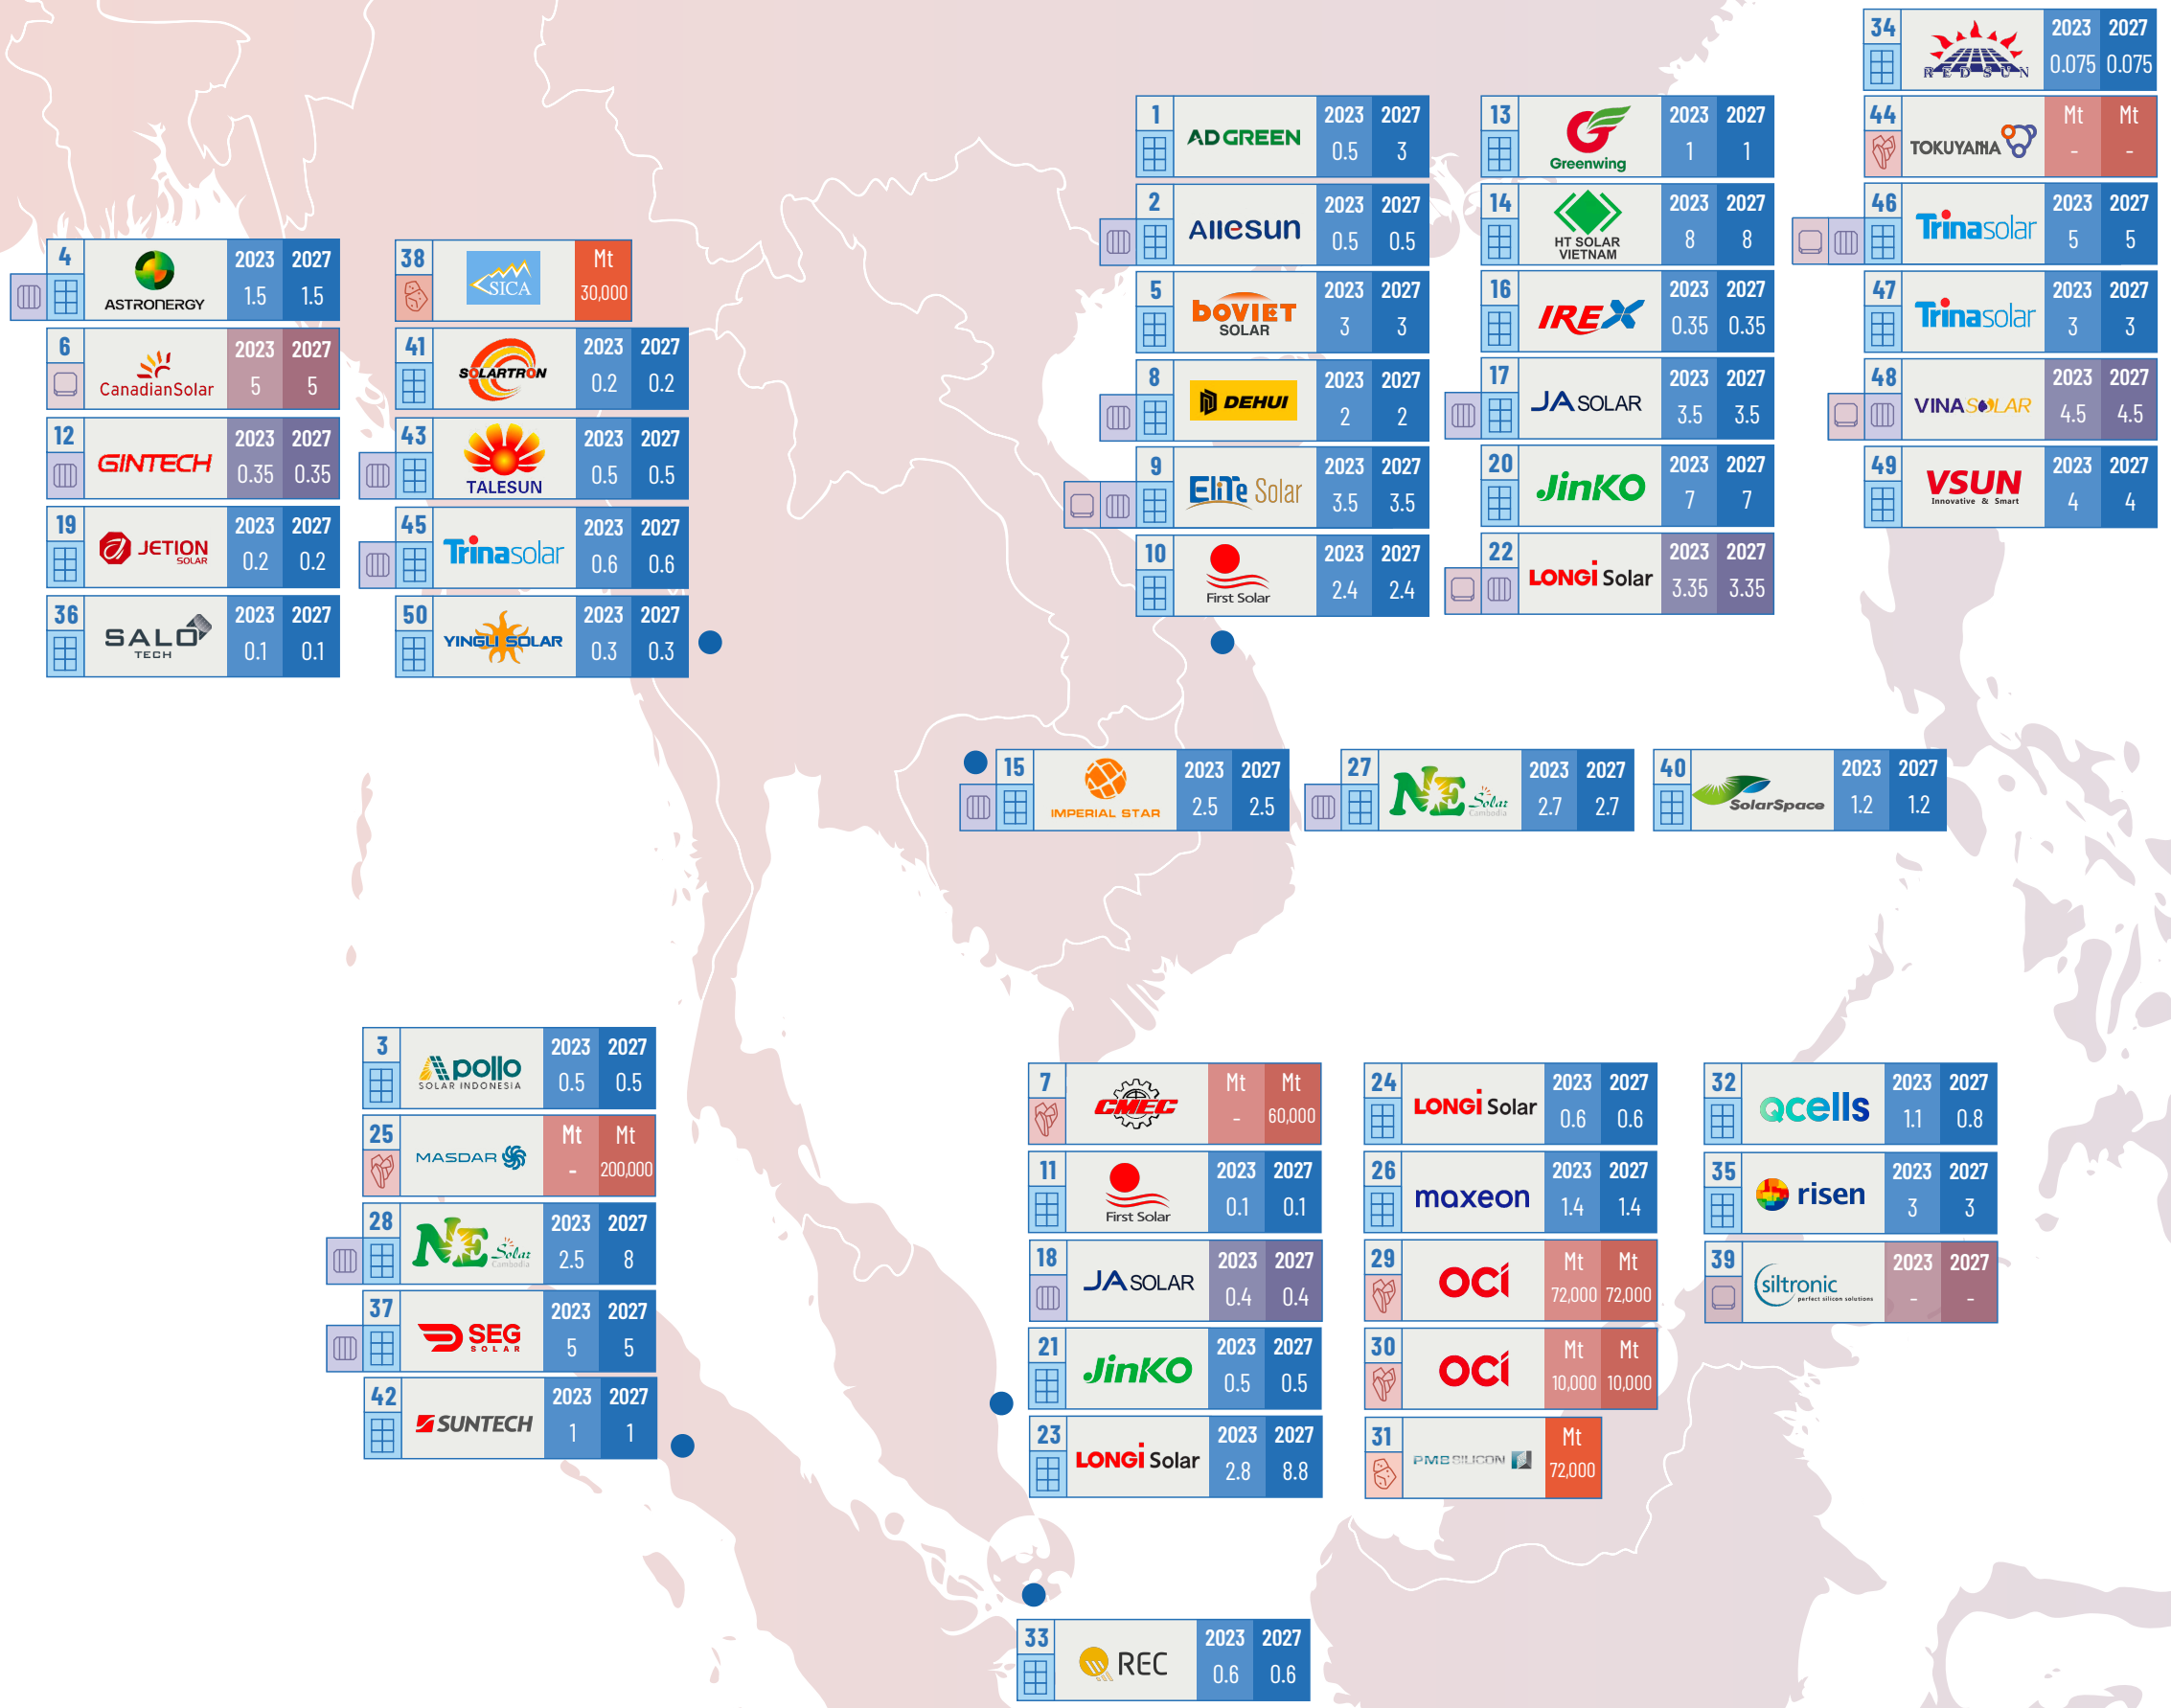 4
ASTRONERGY
2023 2027
1.5 1.5
6
CanadianSolar
2023 2027
5 5
12
GINTECH
2023 2027
0.35 0.35
19
JETION
SOLAR
2023 2027
0.2 0.2
36
SALO
TECH
2023 2027
0.1 0.1
38
SICA
Mt
30,000
41
SOLARTRON
2023 2027
0.2 0.2
43
TALESUN
2023 2027
0.5 0.5
45
Trinasolar
2023 2027
0.6 0.6
50
YINGLI SOLAR
2023 2027
0.3 0.3
1
AD GREEN
2023 2027
0.5 3
2
Allesun
2023 2027
0.5 0.5
5
boVIET
SOLAR
2023 2027
3 3
8
DEHUI
2023 2027
2 2
9
ELITe Solar
2023 2027
3.5 3.5
10
First Solar
2023 2027
2.4 2.4
13
Greenwing
2023 2027
1 1
14
HT SOLAR
VIETNAM
2023 2027
8 8
16
IREX
2023 2027
0.35 0.35
17
JA SOLAR
2023 2027
3.5 3.5
20
JinKO
2023 2027
7 7
22
LONGi Solar
2023 2027
3.35 3.35
34
REDSUN
2023 2027
0.075 0.075
44
TOKUYAMA
Mt Mt
- -
46
Trinasolar
2023 2027
5 5
47
Trinasolar
2023 2027
3 3
48
VINASOLAR
2023 2027
4.5 4.5
49
VSUN
Innovative & Smart
2023 2027
4 4
15
IMPERIAL STAR
2023 2027
2.5 2.5
27
NE Solar
Cambodia
2023 2027
2.7 2.7
40
SolarSpace
2023 2027
1.2 1.2
3
Apollo
SOLAR INDONESIA
2023 2027
0.5 0.5
25
MASDAR
Mt Mt
- 200,000
28
NE Solar
Cambodia
2023 2027
2.5 8
37
SEG
SOLAR
2023 2027
5 5
42
SUNTECH
2023 2027
1 1
7
CMEC
Mt Mt
- 60,000
11
First Solar
2023 2027
0.1 0.1
18
JA SOLAR
2023 2027
0.4 0.4
21
JinKO
2023 2027
0.5 0.5
23
LONGi Solar
2023 2027
2.8 8.8
24
LONGi Solar
2023 2027
0.6 0.6
26
maxeon
2023 2027
1.4 1.4
29
OCI
Mt Mt
72,000 72,000
30
OCI
Mt Mt
10,000 10,000
31
PMB SILICON
Mt
72,000
32
Qcells
2023 2027
1.1 0.8
35
risen
2023 2027
3 3
39
siltronic
perfect silicon solutions
2023 2027
- -
33
REC
2023 2027
0.6 0.6